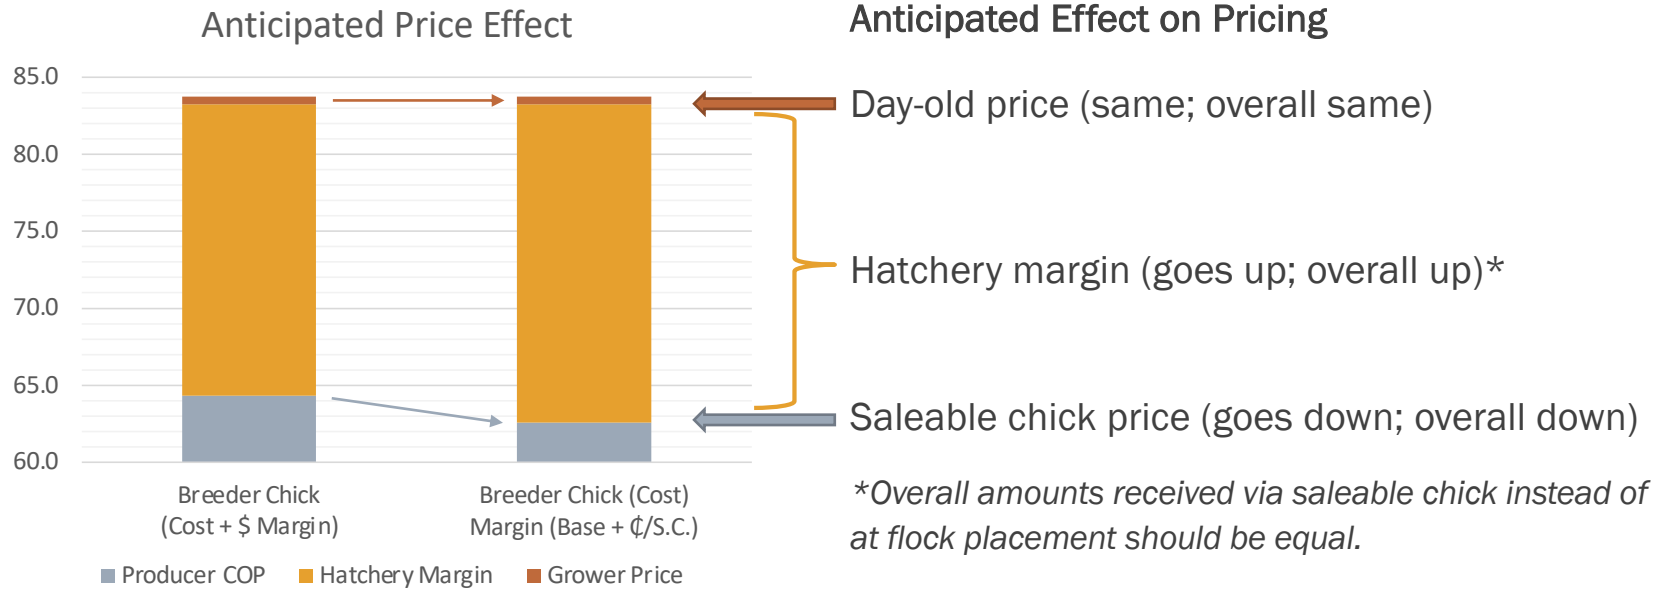 Anticipated Price Effect
85.0
80.0
75.0
70.0
65.0
60.0
Breeder Chick
(Cost + $ Margin)
Breeder Chick (Cost)
Margin (Base + ₵/S.C.)
Producer COP
Hatchery Margin
Grower Price
Anticipated Effect on Pricing
Day-old price (same; overall same)
Hatchery margin (goes up; overall up)*
Saleable chick price (goes down; overall down)
*Overall amounts received via saleable chick instead of
at flock placement should be equal.